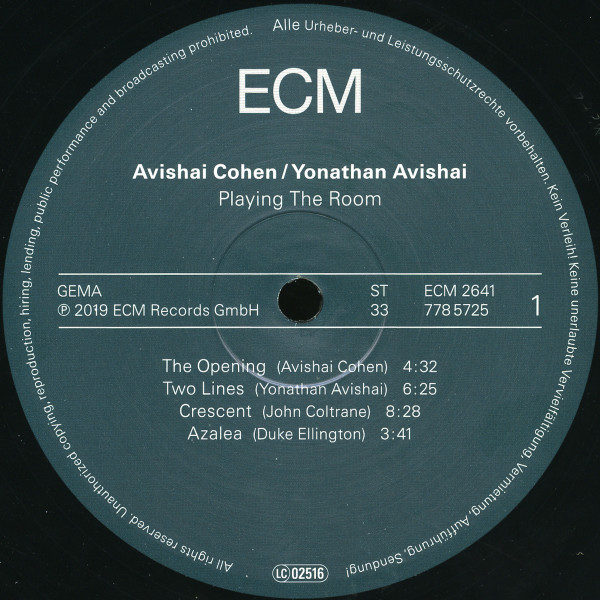 ECM
Avishai Cohen / Yonathan Avishai
Playing The Room
GEMA ST ECM 2641
℗ 2019 ECM Records GmbH 33 778 5725 1
The Opening (Avishai Cohen) 4:32
Two Lines (Yonathan Avishai) 6:25
Crescent (John Coltrane) 8:28
Azalea (Duke Ellington) 3:41
Alle Urheber- und Leistungsschutzrechte vorbehalten. Kein Verleih! Keine unerlaubte Vervielfältigung, Vermietung, Aufführung, Sendung!
All rights reserved. Unauthorized copying, reproduction, hiring, lending, public performance and broadcasting prohibited.
LC 02516